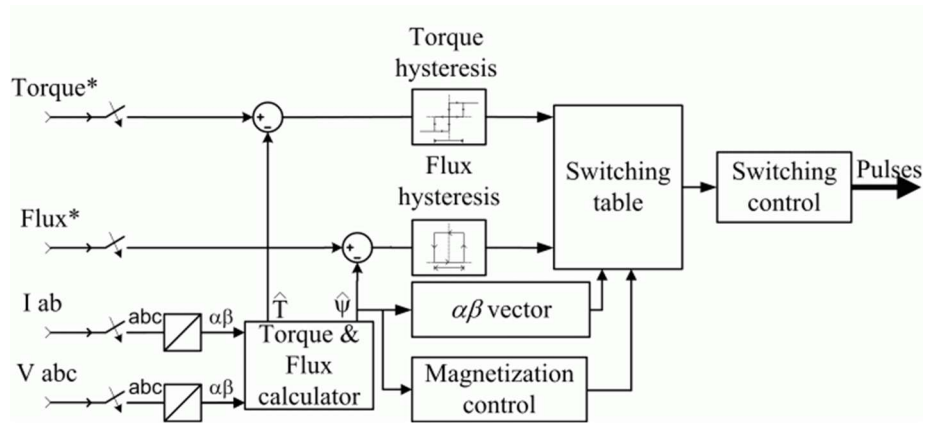 Torque
hysteresis
Torque*
+
-
Flux
hysteresis
Switching
table
Switching
control
Pulses
Flux*
+
-
I ab
abc
αβ
T̂
ψ̂
αβ vector
Torque &
Flux
calculator
V abc
abc
αβ
Magnetization
control